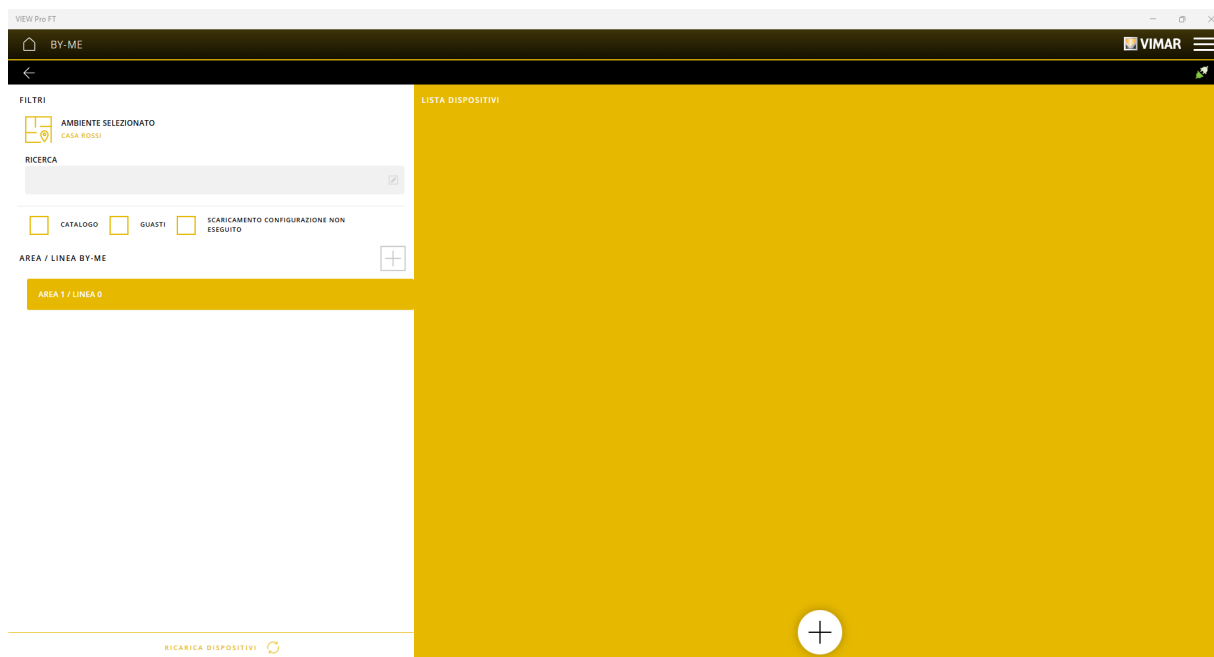 VIEW Pro FT
BY-ME
VIMAR
FILTRI
AMBIENTE SELEZIONATO
CASA ROSSI
RICERCA
CATALOGO
GUASTI
SCARICAMENTO CONFIGURAZIONE NON
ESEGUITO
AREA / LINEA BY-ME
AREA 1 / LINEA 0
RICARICA DISPOSITIVI
LISTA DISPOSITIVI